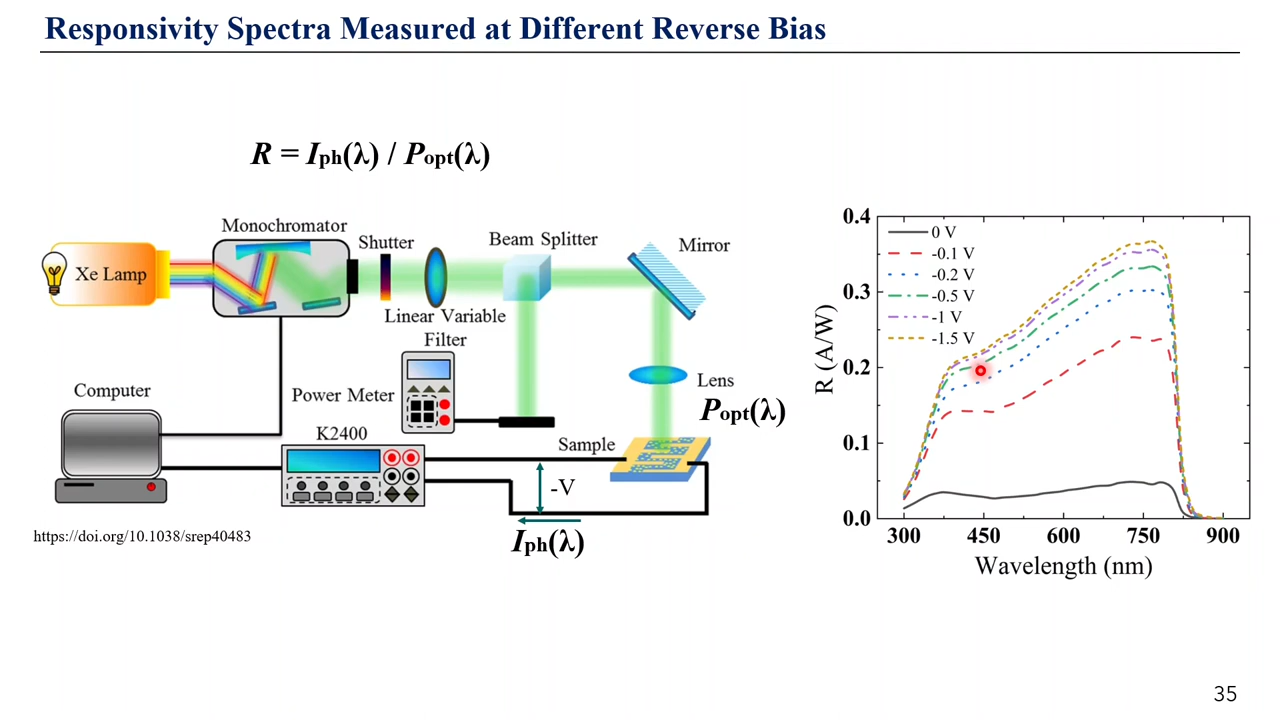 Responsivity Spectra Measured at Different Reverse Bias
R = Iph(λ) / Popt(λ)
Monochromator
Shutter
Beam Splitter
Mirror
Xe Lamp
Linear Variable
Filter
Lens
Popt(λ)
Computer
Power Meter
K2400
Sample
-V
Iph(λ)
https://doi.org/10.1038/srep40483
0.4
0.3
0.2
0.1
0.0
R (A/W)
0 V
-0.1 V
-0.2 V
-0.5 V
-1 V
-1.5 V
300 450 600 750 900
Wavelength (nm)
35